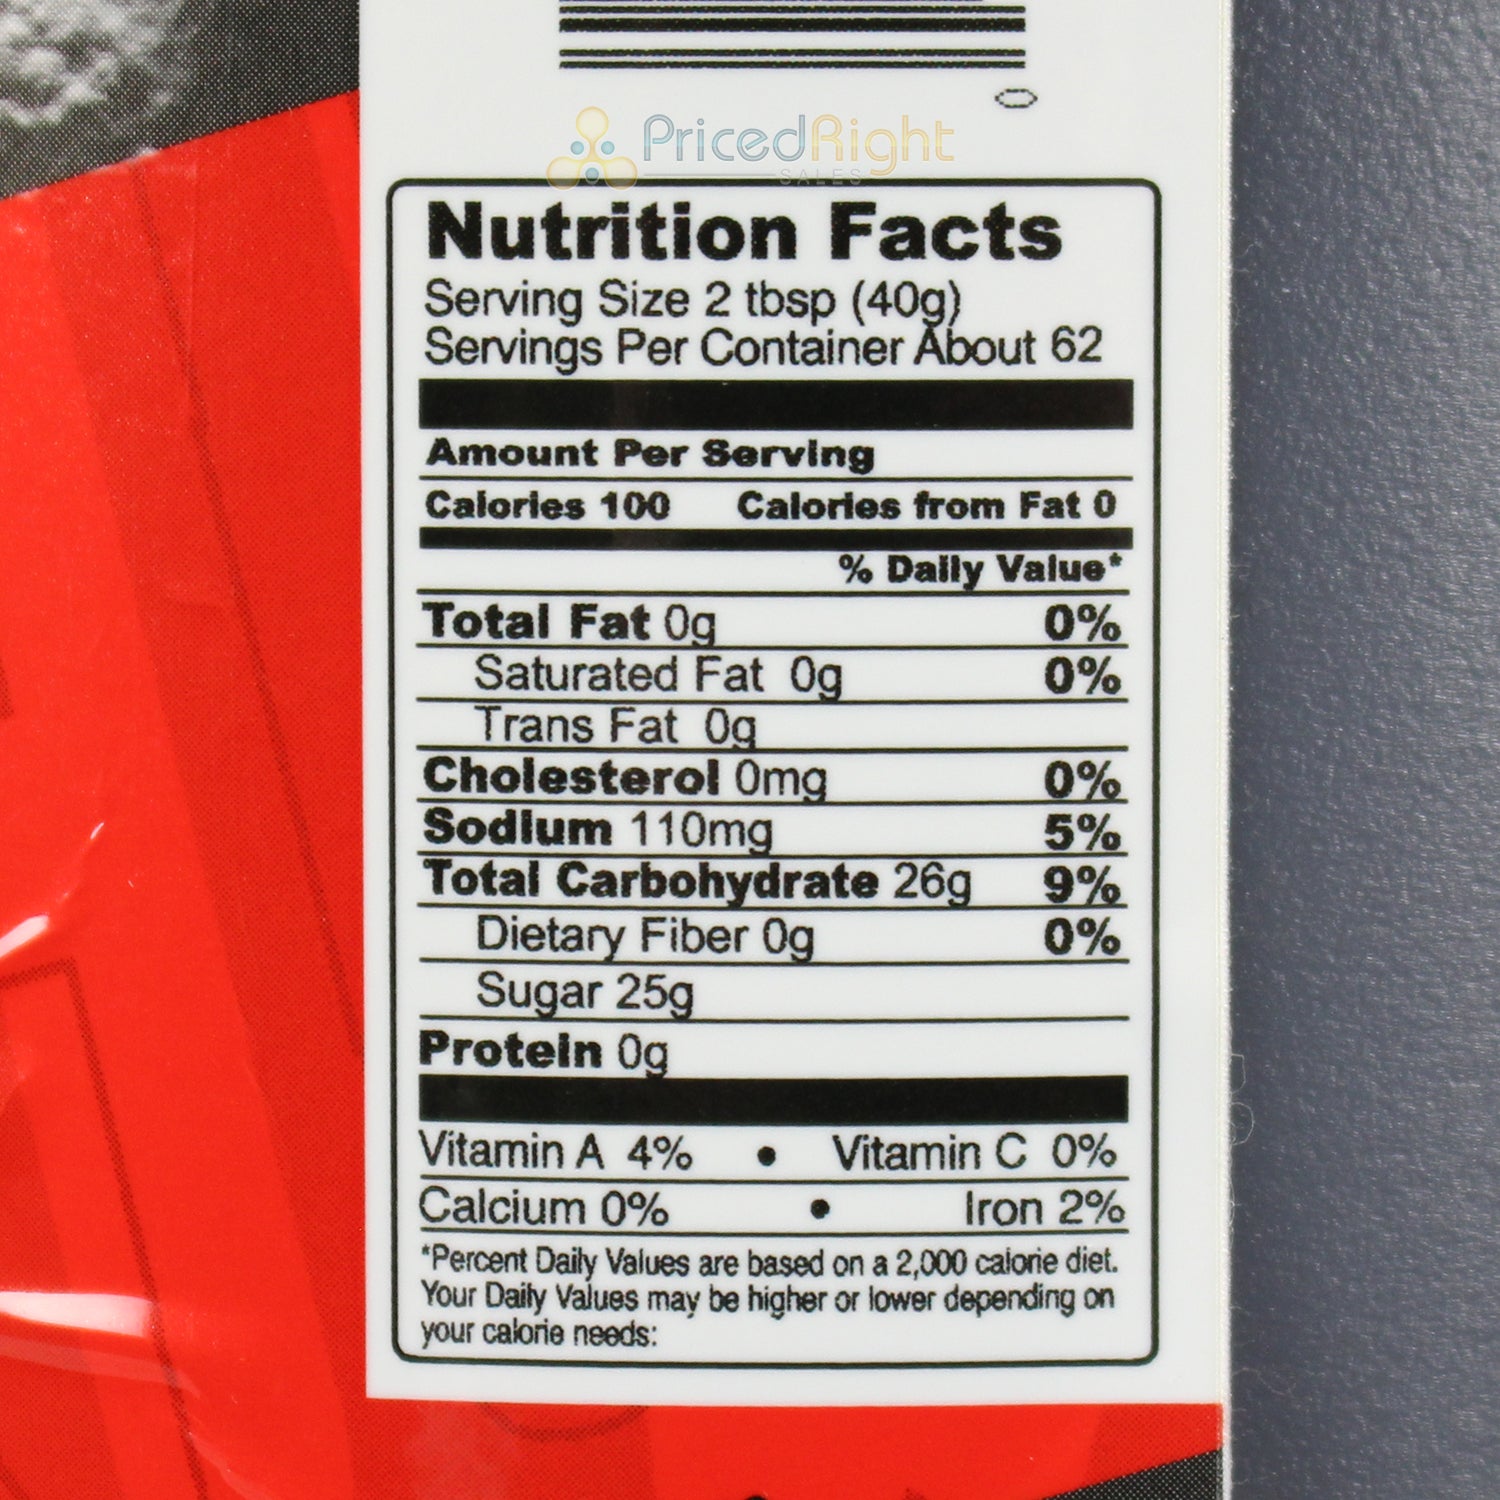 PricedRight
SALES
Nutrition Facts
Serving Size 2 tbsp (40g)
Servings Per Container About 62
Amount Per Serving
Calories 100 Calories from Fat 0
% Daily Value*
Total Fat 0g 0%
Saturated Fat 0g 0%
Trans Fat 0g
Cholesterol 0mg 0%
Sodium 110mg 5%
Total Carbohydrate 26g 9%
Dietary Fiber 0g 0%
Sugar 25g
Protein 0g
Vitamin A 4% • Vitamin C 0%
Calcium 0% • Iron 2%
*Percent Daily Values are based on a 2,000 calorie diet.
Your Daily Values may be higher or lower depending on
your calorie needs: